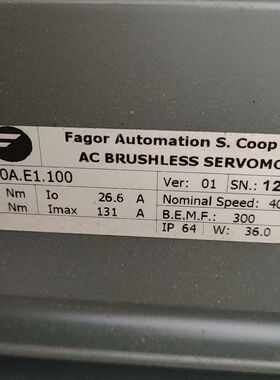 Fagor Automation S. Coop
AC BRUSHLESS SERVOMO
0A.E1.100 Ver: 01 SN.: 12
Nm Io 26.6 A Nominal Speed: 40
Nm Imax 131 A B.E.M.F.: 300
IP 64 W: 36.0